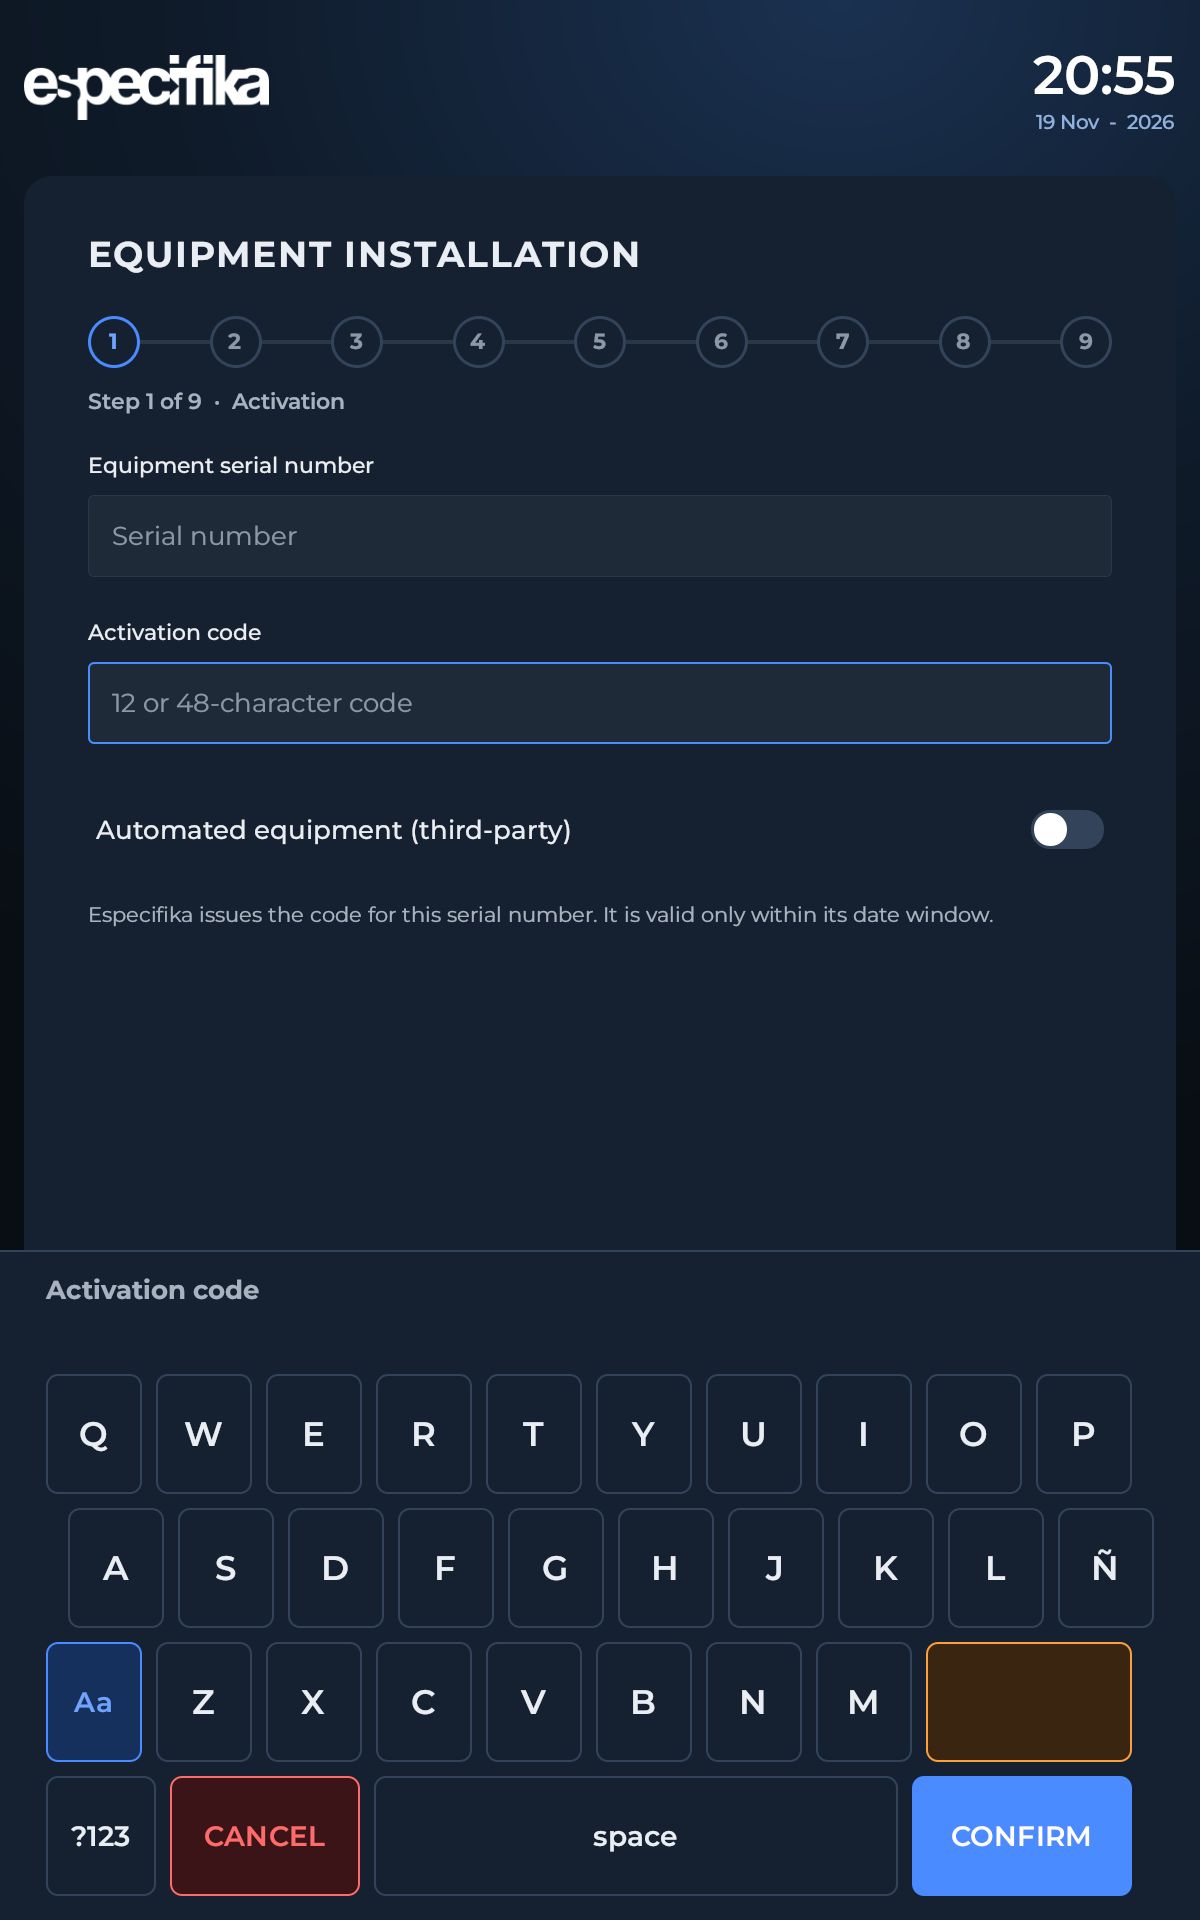 especifika
20:55
19 Nov - 2026
EQUIPMENT INSTALLATION
1 2 3 4 5 6 7 8 9
Step 1 of 9 · Activation
Equipment serial number
Serial number
Activation code
12 or 48-character code
Automated equipment (third-party)
Especifika issues the code for this serial number. It is valid only within its date window.
Activation code
Q W E R T Y U I O P
A S D F G H J K L Ñ
Aa Z X C V B N M
?123 CANCEL space CONFIRM